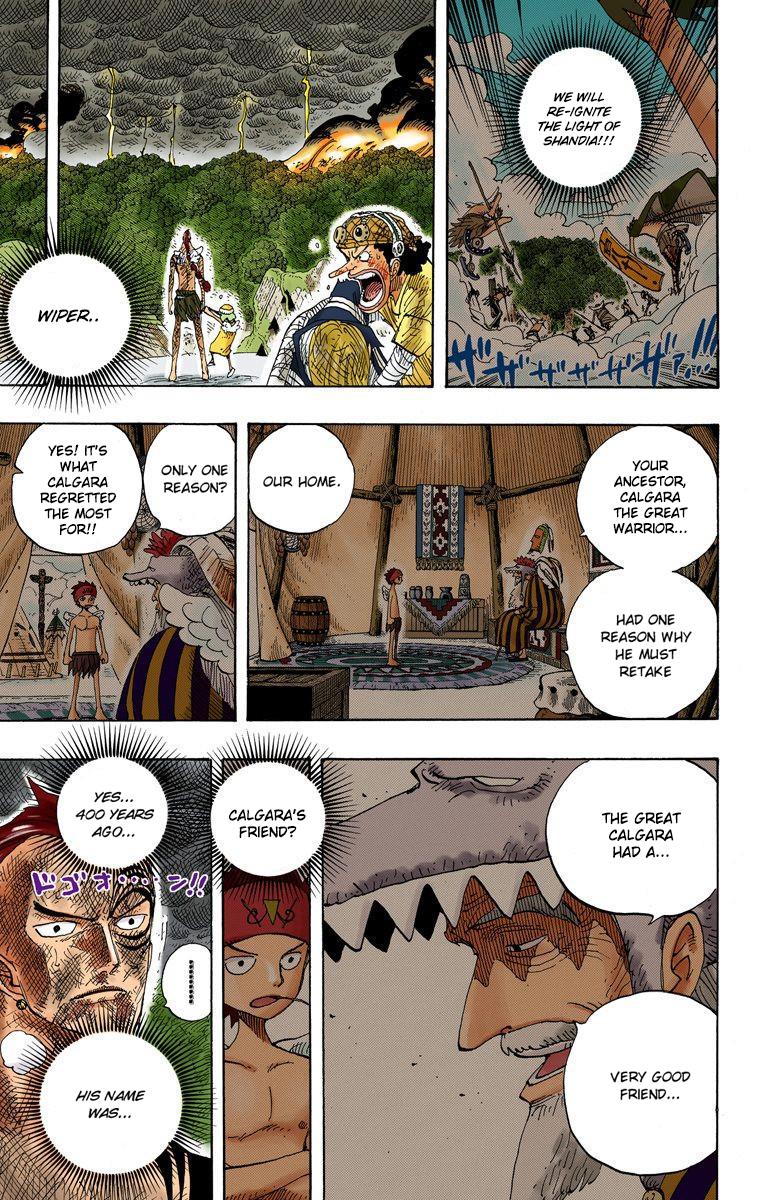 WE WILL
RE-IGNITE
THE LIGHT OF
SHANDIA!!!
ザザザザザザァ!!!
WIPER..
YOUR
ANCESTOR,
CALGARA
THE GREAT
WARRIOR...
HAD ONE
REASON WHY
HE MUST
RETAKE
OUR HOME.
ONLY ONE
REASON?
YES! IT'S
WHAT
CALGARA
REGRETTED
THE MOST
FOR!!
THE GREAT
CALGARA
HAD A...
VERY GOOD
FRIEND...
CALGARA'S
FRIEND?
YES...
400 YEARS
AGO...
ドゴオ・・・ン!!
.........
HIS NAME
WAS...